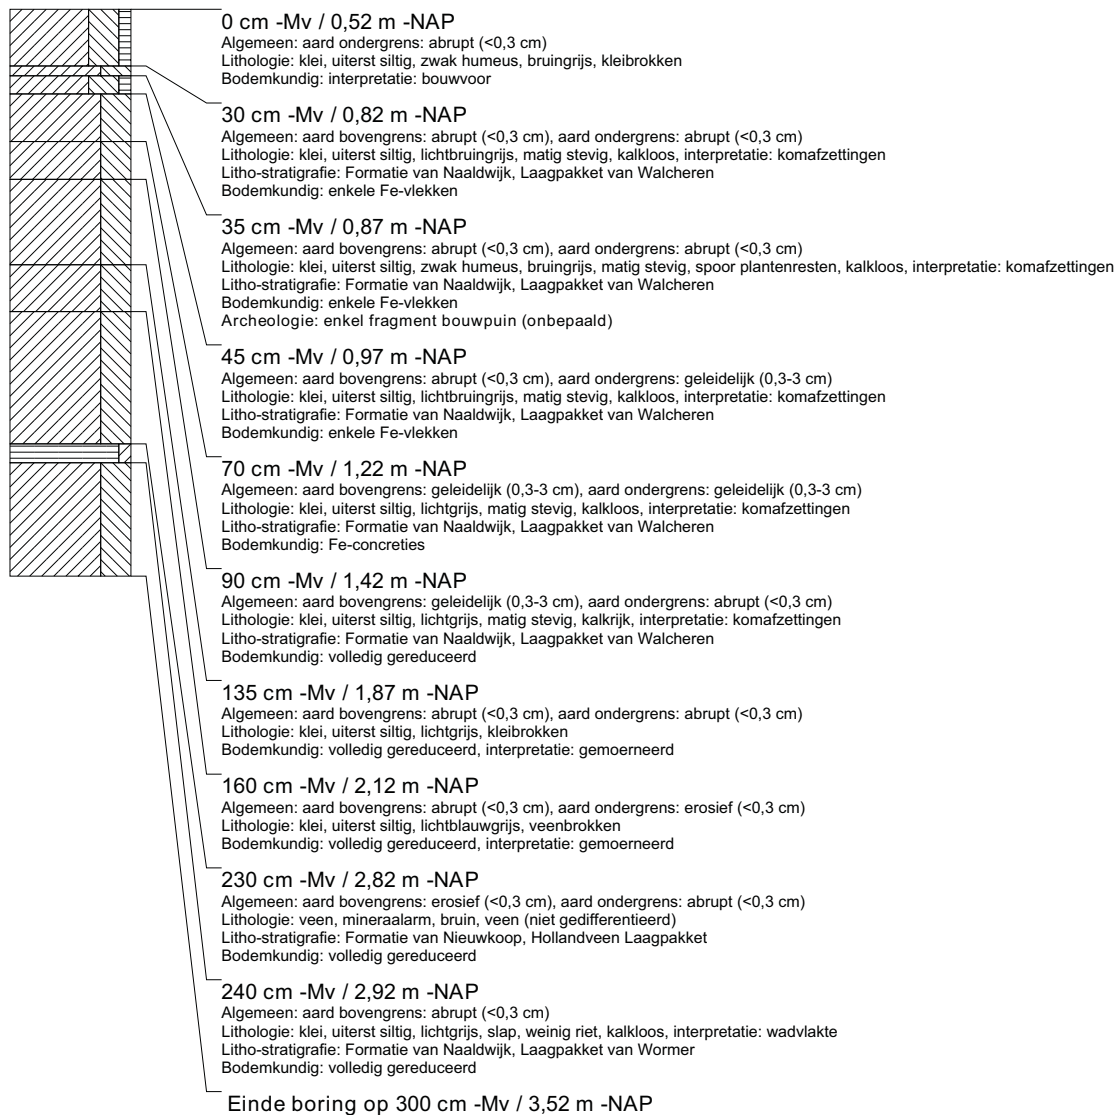 0 cm -Mv / 0,52 m -NAP
Algemeen: aard ondergrens: abrupt (<0,3 cm)
Lithologie: klei, uiterst siltig, zwak humeus, bruingrijs, kleibrokken
Bodemkundig: interpretatie: bouwvoor
30 cm -Mv / 0,82 m -NAP
Algemeen: aard bovengrens: abrupt (<0,3 cm), aard ondergrens: abrupt (<0,3 cm)
Lithologie: klei, uiterst siltig, lichtbruingrijs, matig stevig, kalkloos, interpretatie: komafzettingen
Litho-stratigrafie: Formatie van Naaldwijk, Laagpakket van Walcheren
Bodemkundig: enkele Fe-vlekken
35 cm -Mv / 0,87 m -NAP
Algemeen: aard bovengrens: abrupt (<0,3 cm), aard ondergrens: abrupt (<0,3 cm)
Lithologie: klei, uiterst siltig, zwak humeus, bruingrijs, matig stevig, spoor plantenresten, kalkloos, interpretatie: komafzettingen
Litho-stratigrafie: Formatie van Naaldwijk, Laagpakket van Walcheren
Bodemkundig: enkele Fe-vlekken
Archeologie: enkel fragment bouwpuin (onbepaald)
45 cm -Mv / 0,97 m -NAP
Algemeen: aard bovengrens: abrupt (<0,3 cm), aard ondergrens: geleidelijk (0,3-3 cm)
Lithologie: klei, uiterst siltig, lichtbruingrijs, matig stevig, kalkloos, interpretatie: komafzettingen
Litho-stratigrafie: Formatie van Naaldwijk, Laagpakket van Walcheren
Bodemkundig: enkele Fe-vlekken
70 cm -Mv / 1,22 m -NAP
Algemeen: aard bovengrens: geleidelijk (0,3-3 cm), aard ondergrens: geleidelijk (0,3-3 cm)
Lithologie: klei, uiterst siltig, lichtgrijs, matig stevig, kalkloos, interpretatie: komafzettingen
Litho-stratigrafie: Formatie van Naaldwijk, Laagpakket van Walcheren
Bodemkundig: Fe-concreties
90 cm -Mv / 1,42 m -NAP
Algemeen: aard bovengrens: geleidelijk (0,3-3 cm), aard ondergrens: abrupt (<0,3 cm)
Lithologie: klei, uiterst siltig, lichtgrijs, matig stevig, kalkrijk, interpretatie: komafzettingen
Litho-stratigrafie: Formatie van Naaldwijk, Laagpakket van Walcheren
Bodemkundig: volledig gereduceerd
135 cm -Mv / 1,87 m -NAP
Algemeen: aard bovengrens: abrupt (<0,3 cm), aard ondergrens: abrupt (<0,3 cm)
Lithologie: klei, uiterst siltig, lichtgrijs, kleibrokken
Bodemkundig: volledig gereduceerd, interpretatie: gemoerneerd
160 cm -Mv / 2,12 m -NAP
Algemeen: aard bovengrens: abrupt (<0,3 cm), aard ondergrens: erosief (<0,3 cm)
Lithologie: klei, uiterst siltig, lichtblauwgrijs, veenbrokken
Bodemkundig: volledig gereduceerd, interpretatie: gemoerneerd
230 cm -Mv / 2,82 m -NAP
Algemeen: aard bovengrens: erosief (<0,3 cm), aard ondergrens: abrupt (<0,3 cm)
Lithologie: veen, mineraalarm, bruin, veen (niet gedifferentieerd)
Litho-stratigrafie: Formatie van Nieuwkoop, Hollandveen Laagpakket
Bodemkundig: volledig gereduceerd
240 cm -Mv / 2,92 m -NAP
Algemeen: aard bovengrens: abrupt (<0,3 cm)
Lithologie: klei, uiterst siltig, lichtgrijs, slap, weinig riet, kalkloos, interpretatie: wadvlakte
Litho-stratigrafie: Formatie van Naaldwijk, Laagpakket van Wormer
Bodemkundig: volledig gereduceerd
Einde boring op 300 cm -Mv / 3,52 m -NAP